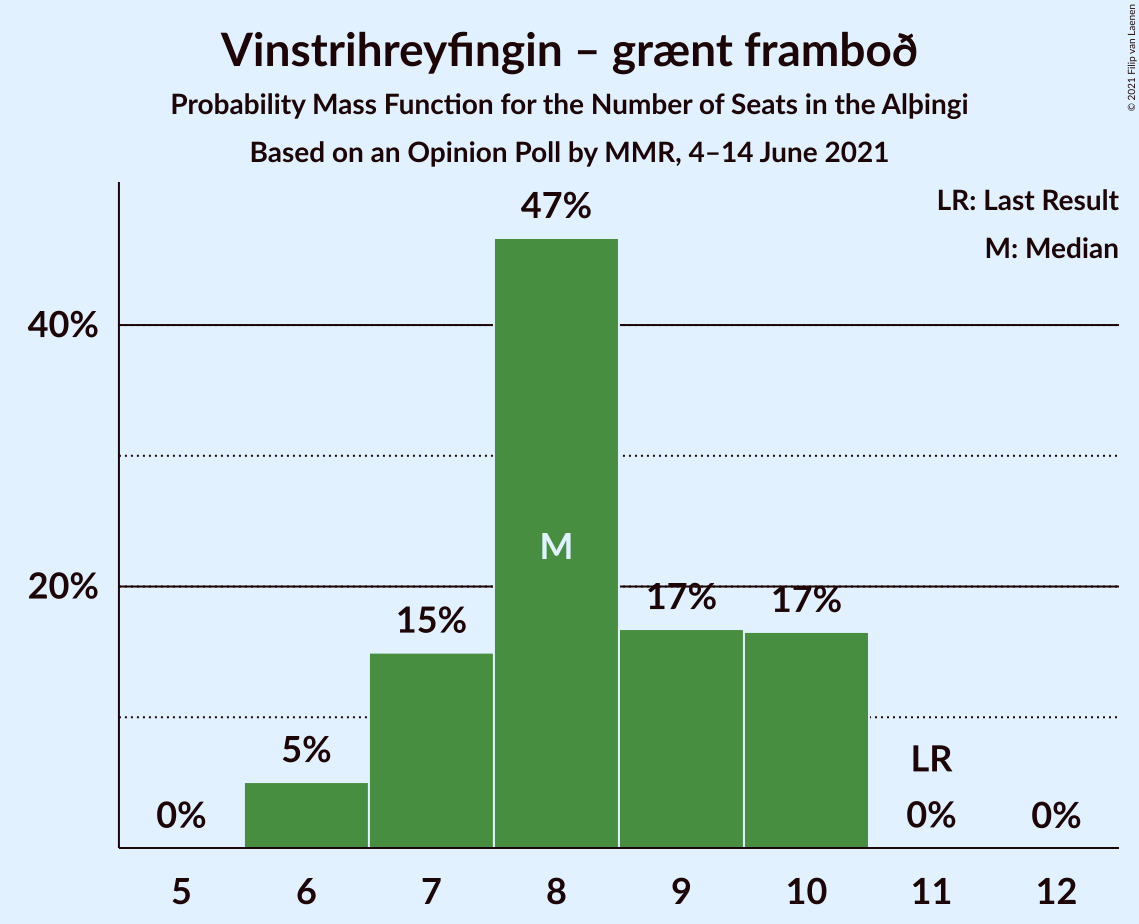 Vinstrihreyfingin – grænt framboð
Probability Mass Function for the Number of Seats in the Alþingi
Based on an Opinion Poll by MMR, 4–14 June 2021
© 2021 Filip van Laenen
LR: Last Result
M: Median
47%
40%
M
20%
17%
17%
15%
5%
LR
0%
0%
0%
5
6
7
8
9
10
11
12